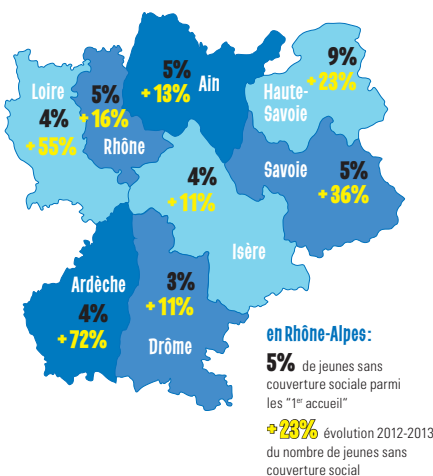 5%
+13%
Ain
9%
+23%
Haute-
Savoie
Loire
4%
+55%
5%
+16%
Rhône
Savoie
5%
+36%
4%
+11%
Isère
Ardèche
4%
+72%
3%
+11%
Drôme
en Rhône-Alpes:
5% de jeunes sans
couverture sociale parmi
les "1er accueil"
+23% évolution 2012-2013
du nombre de jeunes sans
couverture social